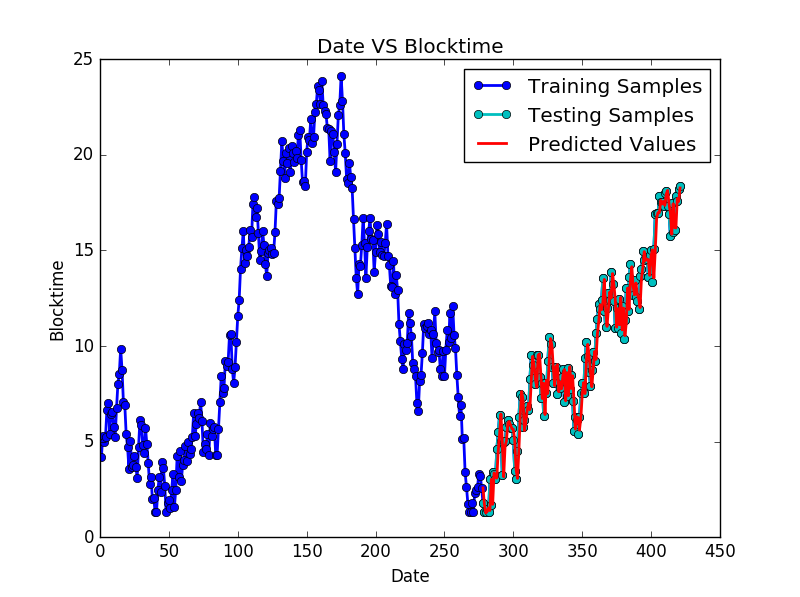 Date VS Blocktime
25
20
15
10
5
0
Blocktime
Training Samples
Testing Samples
Predicted Values
0 50 100 150 200 250 300 350 400 450
Date